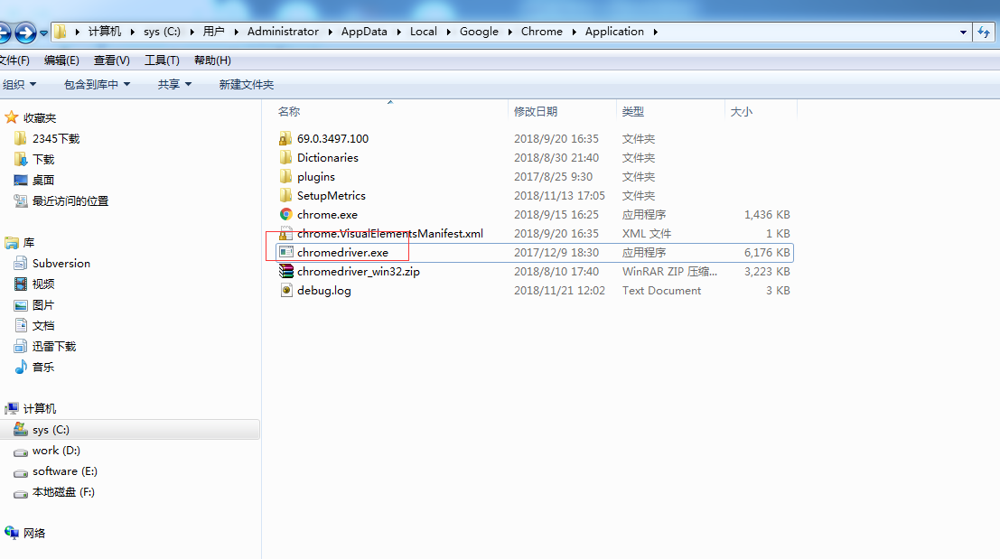 计算机 sys (C:) 用户 Administrator AppData Local Google Chrome Application
文件(F) 编辑(E) 查看(V) 工具(T) 帮助(H)
组织 包含到库中 共享 新建文件夹
收藏夹
2345下载
下载
桌面
最近访问的位置
库
Subversion
视频
图片
文档
迅雷下载
音乐
计算机
sys (C:)
work (D:)
software (E:)
本地磁盘 (F:)
网络
名称 修改日期 类型 大小
69.0.3497.100 2018/9/20 16:35 文件夹
Dictionaries 2018/8/30 21:40 文件夹
plugins 2017/8/25 9:30 文件夹
SetupMetrics 2018/11/13 17:05 文件夹
chrome.exe 2018/9/15 16:25 应用程序 1,436 KB
chrome.VisualElementsManifest.xml 2018/9/20 16:35 XML 文件 1 KB
chromedriver.exe 2017/12/9 18:30 应用程序 6,176 KB
chromedriver_win32.zip 2018/8/10 17:40 WinRAR ZIP 压缩... 3,223 KB
debug.log 2018/11/21 12:02 Text Document 3 KB